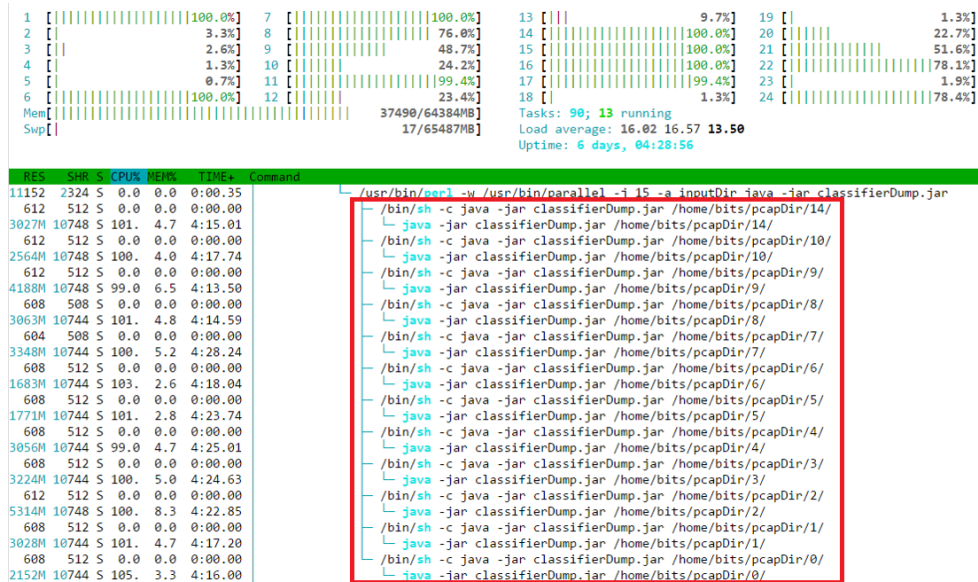 1 [||||||||||||||||||||100.0%] 7 [||||||||||||||||||||100.0%] 13 [||| 9.7%] 19 [| 1.3%]
2 [| 3.3%] 8 [|||||||||||||||||| 76.0%] 14 [||||||||||||||||||||100.0%] 20 [|||||| 22.7%]
3 [|| 2.6%] 9 [|||||||||||| 48.7%] 15 [||||||||||||||||||||100.0%] 21 [||||||||||||| 51.6%]
4 [| 1.3%] 10 [|||||| 24.2%] 16 [||||||||||||||||||||100.0%] 22 [||||||||||||||||||||78.1%]
5 [| 0.7%] 11 [||||||||||||||||||||99.4%] 17 [||||||||||||||||||||99.4%] 23 [| 1.9%]
6 [||||||||||||||||||||100.0%] 12 [|||||| 23.4%] 18 [| 1.3%] 24 [||||||||||||||||||||78.4%]
Mem[|||||||||||||||||||||||||||||||||||| 37490/64384MB] Tasks: 90; 13 running
Swp[| 17/65487MB] Load average: 16.02 16.57 13.50
Uptime: 6 days, 04:28:56
RES SHR S CPU% MEM% TIME+ Command
11152 2324 S 0.0 0.0 0:00.35 └─ /usr/bin/perl -w /usr/bin/parallel -j 15 -a inputDir java -jar classifierDump.jar
612 512 S 0.0 0.0 0:00.00 ├─ /bin/sh -c java -jar classifierDump.jar /home/bits/pcapDir/14/
3027M 10748 S 101. 4.7 4:15.01 └─ java -jar classifierDump.jar /home/bits/pcapDir/14/
612 512 S 0.0 0.0 0:00.00 ├─ /bin/sh -c java -jar classifierDump.jar /home/bits/pcapDir/10/
2564M 10748 S 100. 4.0 4:17.74 └─ java -jar classifierDump.jar /home/bits/pcapDir/10/
612 512 S 0.0 0.0 0:00.00 ├─ /bin/sh -c java -jar classifierDump.jar /home/bits/pcapDir/9/
4188M 10748 S 99.0 6.5 4:13.50 └─ java -jar classifierDump.jar /home/bits/pcapDir/9/
608 508 S 0.0 0.0 0:00.00 ├─ /bin/sh -c java -jar classifierDump.jar /home/bits/pcapDir/8/
3063M 10744 S 101. 4.8 4:14.59 └─ java -jar classifierDump.jar /home/bits/pcapDir/8/
604 508 S 0.0 0.0 0:00.00 ├─ /bin/sh -c java -jar classifierDump.jar /home/bits/pcapDir/7/
3348M 10744 S 100. 5.2 4:28.24 └─ java -jar classifierDump.jar /home/bits/pcapDir/7/
608 512 S 0.0 0.0 0:00.00 ├─ /bin/sh -c java -jar classifierDump.jar /home/bits/pcapDir/6/
1683M 10744 S 103. 2.6 4:18.04 └─ java -jar classifierDump.jar /home/bits/pcapDir/6/
608 512 S 0.0 0.0 0:00.00 ├─ /bin/sh -c java -jar classifierDump.jar /home/bits/pcapDir/5/
1771M 10744 S 101. 2.8 4:23.74 └─ java -jar classifierDump.jar /home/bits/pcapDir/5/
608 512 S 0.0 0.0 0:00.00 ├─ /bin/sh -c java -jar classifierDump.jar /home/bits/pcapDir/4/
3056M 10744 S 99.0 4.7 4:25.01 └─ java -jar classifierDump.jar /home/bits/pcapDir/4/
608 512 S 0.0 0.0 0:00.00 ├─ /bin/sh -c java -jar classifierDump.jar /home/bits/pcapDir/3/
3224M 10744 S 100. 5.0 4:24.63 └─ java -jar classifierDump.jar /home/bits/pcapDir/3/
612 512 S 0.0 0.0 0:00.00 ├─ /bin/sh -c java -jar classifierDump.jar /home/bits/pcapDir/2/
5314M 10748 S 100. 8.3 4:22.85 └─ java -jar classifierDump.jar /home/bits/pcapDir/2/
608 512 S 0.0 0.0 0:00.00 ├─ /bin/sh -c java -jar classifierDump.jar /home/bits/pcapDir/1/
3028M 10744 S 101. 4.7 4:17.20 └─ java -jar classifierDump.jar /home/bits/pcapDir/1/
608 512 S 0.0 0.0 0:00.00 └─ /bin/sh -c java -jar classifierDump.jar /home/bits/pcapDir/0/
2152M 10744 S 105. 3.3 4:16.00 └─ java -jar classifierDump.jar /home/bits/pcapDir/0/